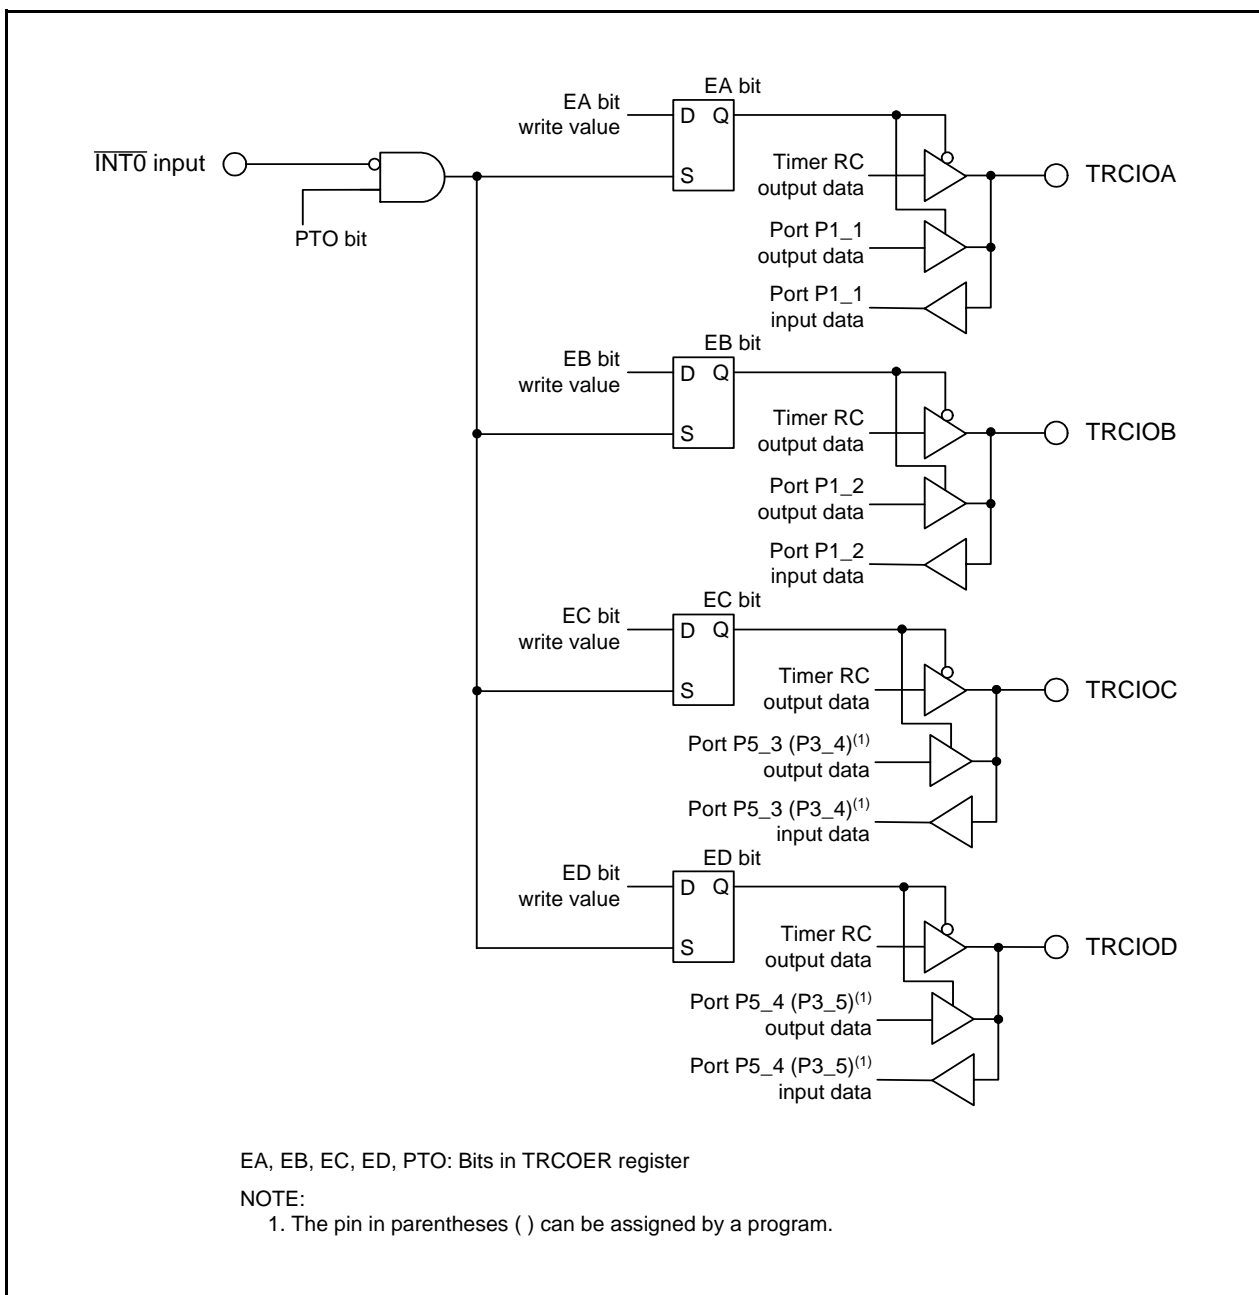 INT0 input
PTO bit
EA bit
write value
EA bit
D Q
S
Timer RC
output data
Port P1_1
output data
Port P1_1
input data
TRCIOA
EB bit
write value
EB bit
D Q
S
Timer RC
output data
Port P1_2
output data
Port P1_2
input data
TRCIOB
EC bit
write value
EC bit
D Q
S
Timer RC
output data
Port P5_3 (P3_4)(1)
output data
Port P5_3 (P3_4)(1)
input data
TRCIOC
ED bit
write value
ED bit
D Q
S
Timer RC
output data
Port P5_4 (P3_5)(1)
output data
Port P5_4 (P3_5)(1)
input data
TRCIOD
EA, EB, EC, ED, PTO: Bits in TRCOER register
NOTE:
1. The pin in parentheses ( ) can be assigned by a program.